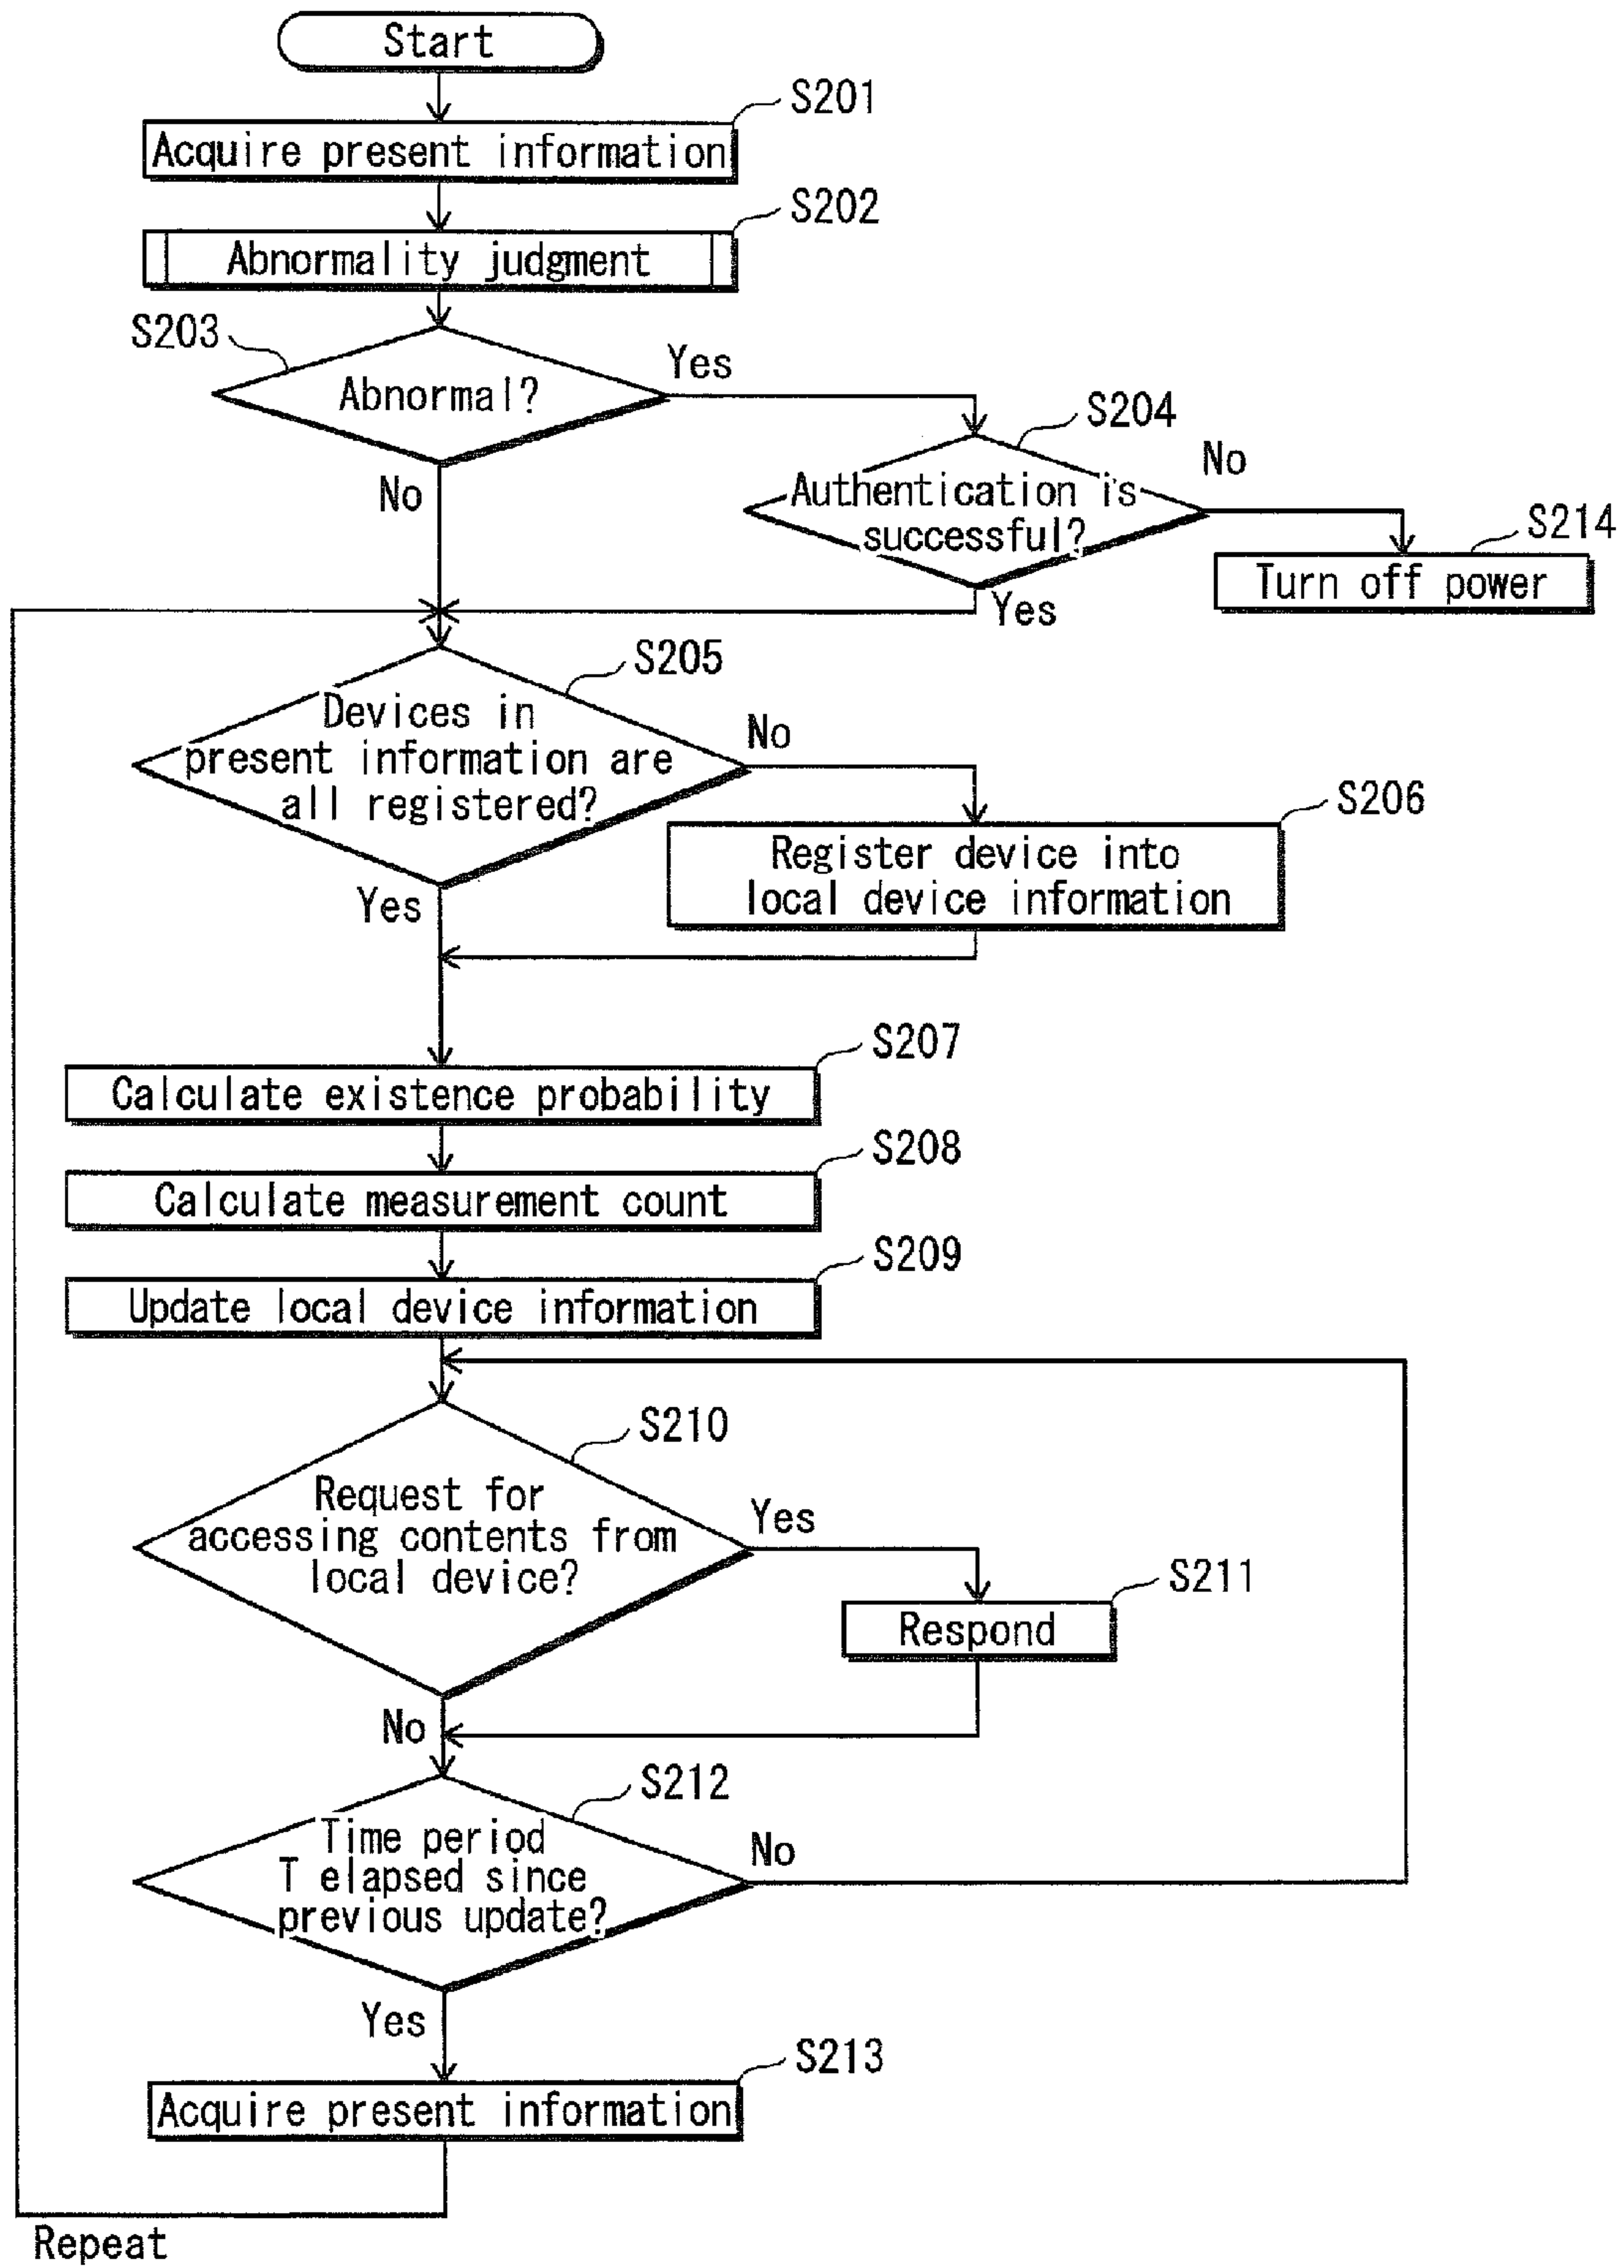 Start
S201
Acquire present information
S202
Abnormality judgment
S203
Abnormal?
Yes
No
S204
Authentication is
successful?
No
Yes
S214
Turn off power
S205
Devices in
present information are
all registered?
No
Yes
S206
Register device into
local device information
S207
Calculate existence probability
S208
Calculate measurement count
S209
Update local device information
S210
Request for
accessing contents from
local device?
Yes
No
S211
Respond
S212
Time period
T elapsed since
previous update?
No
Yes
S213
Acquire present information
Repeat